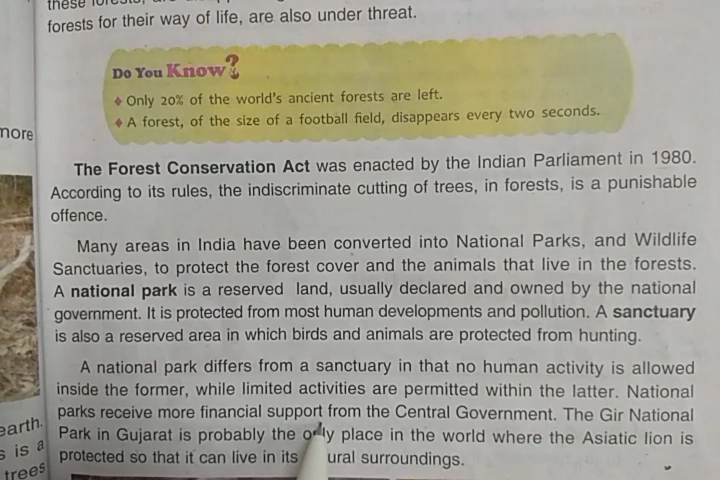 these forests, are
forests for their way of life, are also under threat.
Do You Know?
Only 20% of the world's ancient forests are left.
A forest, of the size of a football field, disappears every two seconds.
more
The Forest Conservation Act was enacted by the Indian Parliament in 1980.
According to its rules, the indiscriminate cutting of trees, in forests, is a punishable
offence.
Many areas in India have been converted into National Parks, and Wildlife
Sanctuaries, to protect the forest cover and the animals that live in the forests.
A national park is a reserved land, usually declared and owned by the national
government. It is protected from most human developments and pollution. A sanctuary
is also a reserved area in which birds and animals are protected from hunting.
A national park differs from a sanctuary in that no human activity is allowed
inside the former, while limited activities are permitted within the latter. National
parks receive more financial support from the Central Government. The Gir National
Park in Gujarat is probably the only place in the world where the Asiatic lion is
protected so that it can live in its ural surroundings.
earth.
s is a
trees